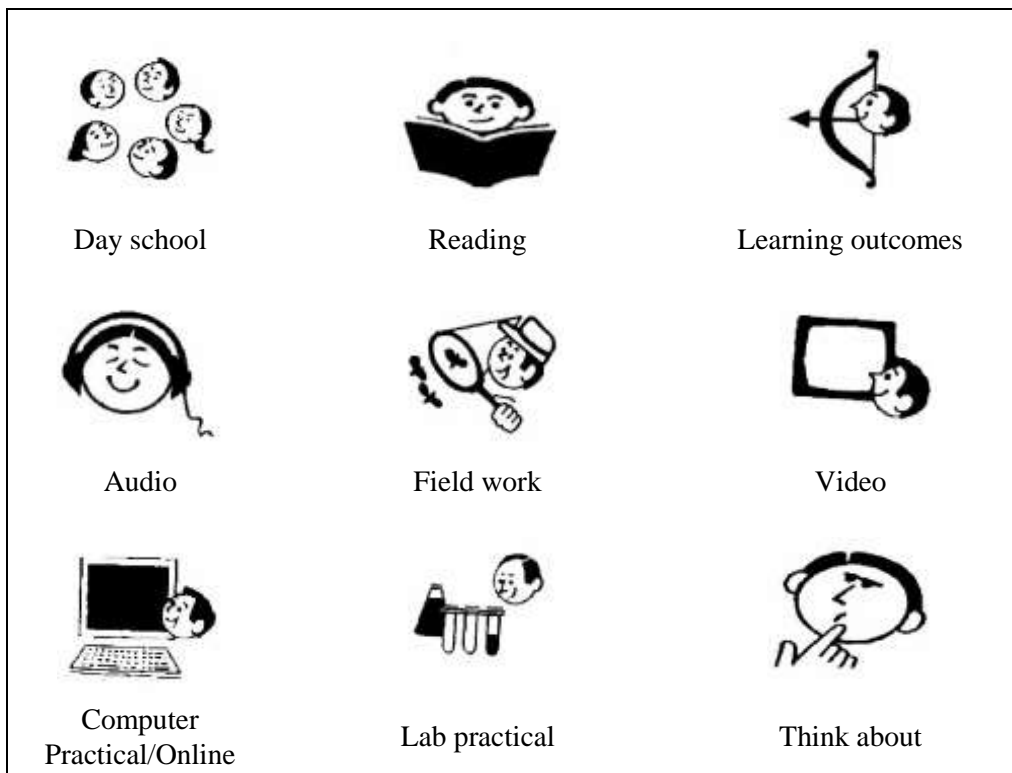 Day school
Reading
Learning outcomes
Audio
Field work
Video
Computer
Practical/Online
Lab practical
Think about